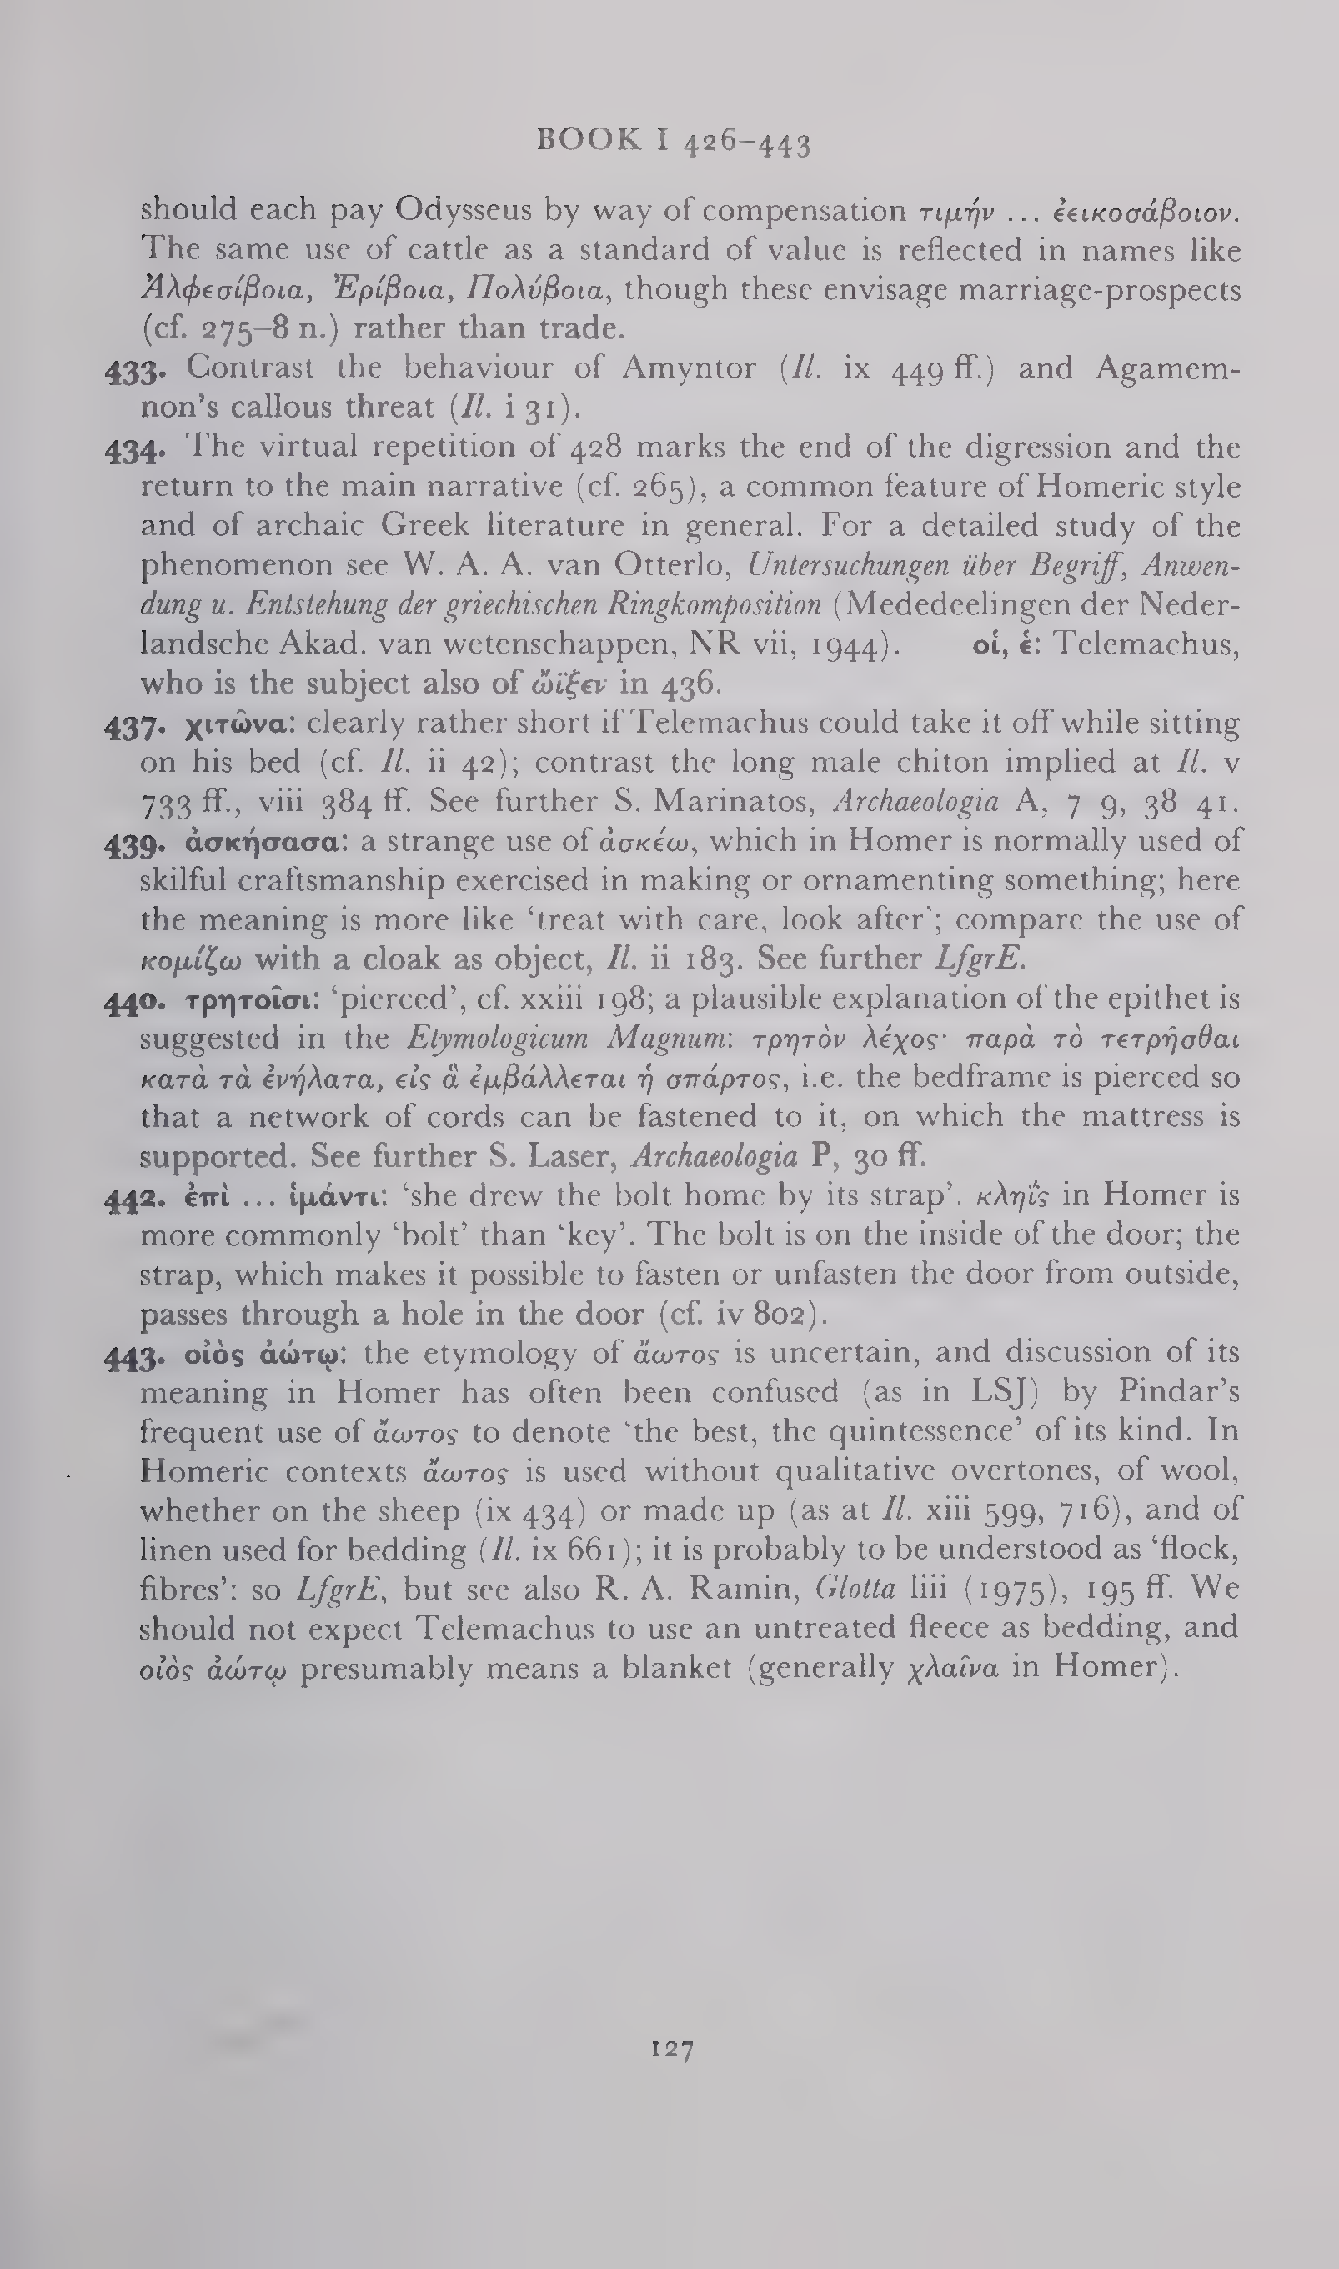 BOOK I 426–443
should each pay Odysseus by way of compensation τιμὴν ... ἐεικοσάβοιον.
The same use of cattle as a standard of value is reflected in names like
Ἀλφεσίβοια, Ἐρίβοια, Πολύβοια, though these envisage marriage-prospects
(cf. 275–8 n.) rather than trade.
433. Contrast the behaviour of Amyntor (Il. ix 449 ff.) and Agamem-
non’s callous threat (Il. i 31).
434. The virtual repetition of 428 marks the end of the digression and the
return to the main narrative (cf. 265), a common feature of Homeric style
and of archaic Greek literature in general. For a detailed study of the
phenomenon see W. A. A. van Otterlo, Untersuchungen über Begriff, Anwen-
dung u. Entstehung der griechischen Ringkomposition (Mededeelingen der Neder-
landsche Akad. van wetenschappen, NR vii, 1944). οἱ, ἑ: Telemachus,
who is the subject also of ὤϊξεν in 436.
437. χιτῶνα: clearly rather short if Telemachus could take it off while sitting
on his bed (cf. Il. ii 42); contrast the long male chiton implied at Il. v
733 ff., viii 384 ff. See further S. Marinatos, Archaeologia A, 7 9, 38 41.
439. ἀσκήσασα: a strange use of ἀσκέω, which in Homer is normally used of
skilful craftsmanship exercised in making or ornamenting something; here
the meaning is more like ‘treat with care, look after’; compare the use of
κομίζω with a cloak as object, Il. ii 183. See further LfgrE.
440. τρητοῖσι: ‘pierced’, cf. xxiii 198; a plausible explanation of the epithet is
suggested in the Etymologicum Magnum: τρητὸν λέχος· παρὰ τὸ τετρῆσθαι
κατὰ τὰ ἐνήλατα, εἰς ἃ ἐμβάλλεται ἡ σπάρτος, i.e. the bedframe is pierced so
that a network of cords can be fastened to it, on which the mattress is
supported. See further S. Laser, Archaeologia P, 30 ff.
442. ἐπὶ ... ἱμάντι: ‘she drew the bolt home by its strap’. κληΐς in Homer is
more commonly ‘bolt’ than ‘key’. The bolt is on the inside of the door; the
strap, which makes it possible to fasten or unfasten the door from outside,
passes through a hole in the door (cf. iv 802).
443. οἰὸς ἀώτῳ: the etymology of ἄωτος is uncertain, and discussion of its
meaning in Homer has often been confused (as in LSJ) by Pindar’s
frequent use of ἄωτος to denote ‘the best, the quintessence’ of its kind. In
Homeric contexts ἄωτος is used without qualitative overtones, of wool,
whether on the sheep (ix 434) or made up (as at Il. xiii 599, 716), and of
linen used for bedding (Il. ix 661); it is probably to be understood as ‘flock,
fibres’: so LfgrE, but see also R. A. Ramin, Glotta liii (1975), 195 ff. We
should not expect Telemachus to use an untreated fleece as bedding, and
οἰὸς ἀώτῳ presumably means a blanket (generally χλαῖνα in Homer).
127